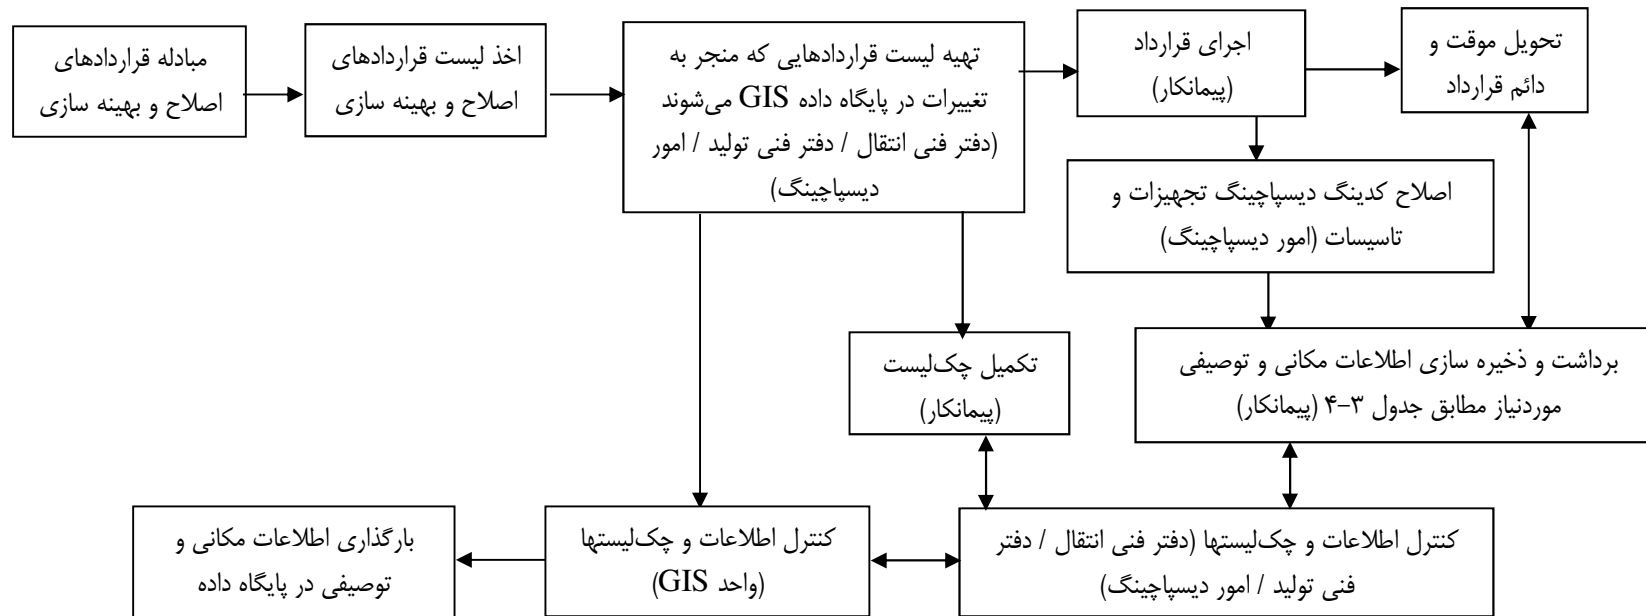 مبادله قراردادهای
اصلاح و بهینه سازی
اخذ لیست قراردادهای
اصلاح و بهینه سازی
تهیه لیست قراردادهایی که منجر به
تغییرات در پایگاه داده GIS می‌شوند
(دفتر فنی انتقال / دفتر فنی تولید / امور
دیسپاچینگ)
اجرای قرارداد
(پیمانکار)
تحویل موقت و
دائم قرارداد
اصلاح کدینگ دیسپاچینگ تجهیزات و
تاسیسات (امور دیسپاچینگ)
تکمیل چک‌لیست
(پیمانکار)
برداشت و ذخیره سازی اطلاعات مکانی و توصیفی
موردنیاز مطابق جدول ۳-۴ (پیمانکار)
کنترل اطلاعات و چک‌لیستها (دفتر فنی انتقال / دفتر
فنی تولید / امور دیسپاچینگ)
کنترل اطلاعات و چک‌لیستها
(واحد GIS)
بارگذاری اطلاعات مکانی و
توصیفی در پایگاه داده